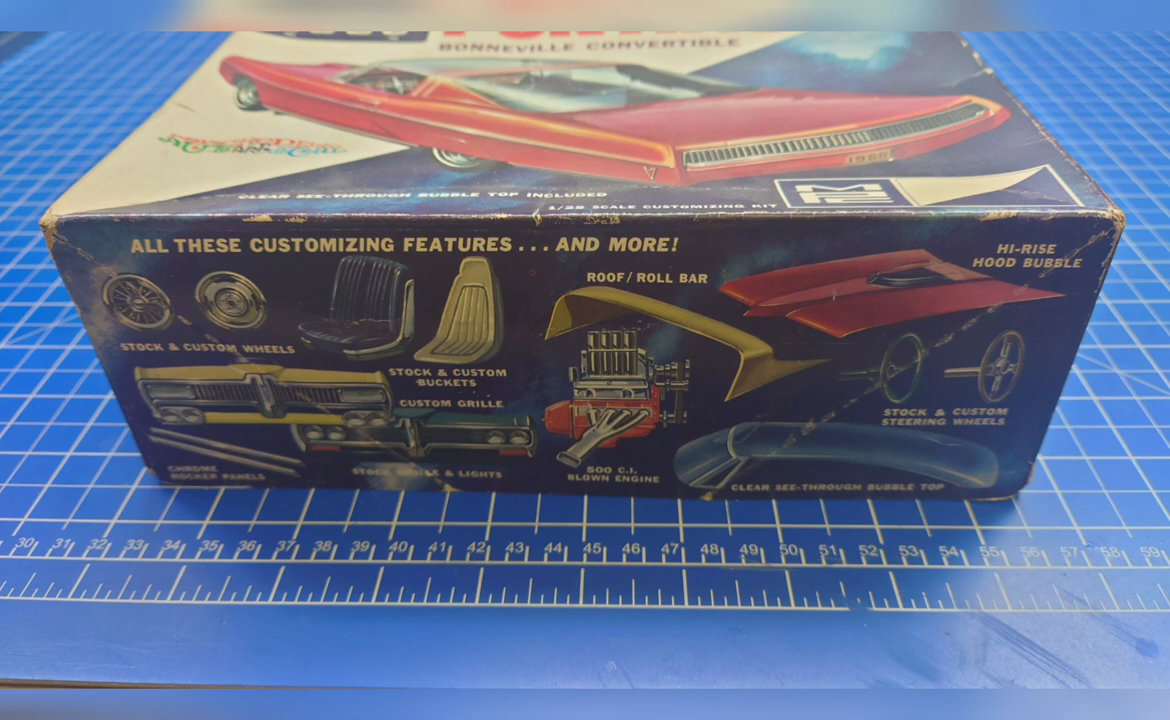 BONNEVILLE CONVERTIBLE
1968
CLEAR SEE-THROUGH BUBBLE TOP INCLUDED
1/25 SCALE CUSTOMIZING KIT
MPC
ALL THESE CUSTOMIZING FEATURES . . . AND MORE!
HI-RISE
HOOD BUBBLE
ROOF/ROLL BAR
STOCK & CUSTOM WHEELS
STOCK & CUSTOM
BUCKETS
CUSTOM GRILLE
STOCK & CUSTOM
STEERING WHEELS
CHROME
ROCKER PANELS
STOCK GRILLE & LIGHTS
500 C.I.
BLOWN ENGINE
CLEAR SEE-THROUGH BUBBLE TOP
30 31 32 33 34 35 36 37 38 39 40 41 42 43 44 45 46 47 48 49 50 51 52 53 54 55 56 57 58 59